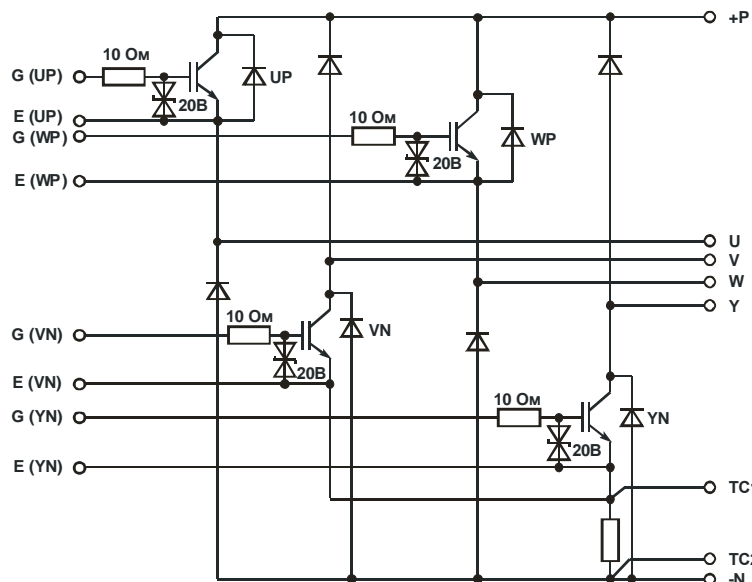 +P
10 Ом
G (UP)
UP
20В
E (UP)
G (WP)
10 Ом
WP
20В
E (WP)
U
V
W
Y
10 Ом
G (VN)
VN
20В
E (VN)
10 Ом
G (YN)
YN
20В
E (YN)
TC1
TC2
-N